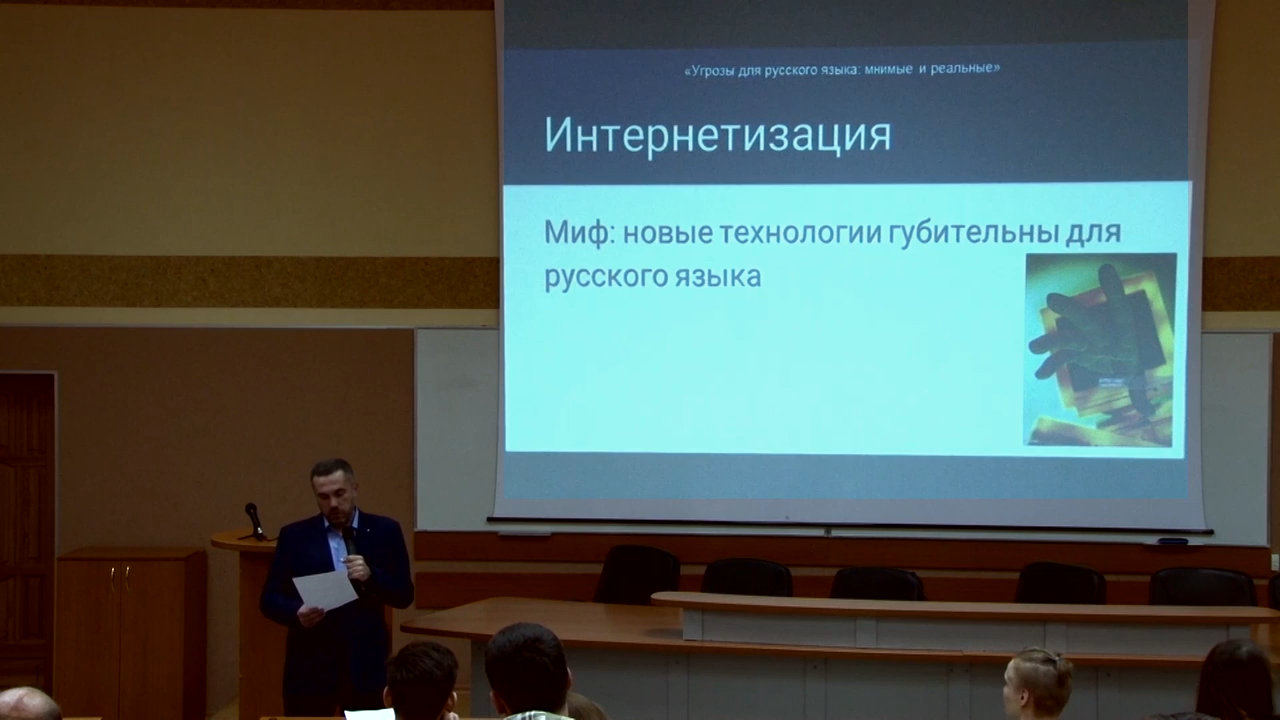 «Угрозы для русского языка: мнимые и реальные»
Интернетизация
Миф: новые технологии губительны для
русского языка